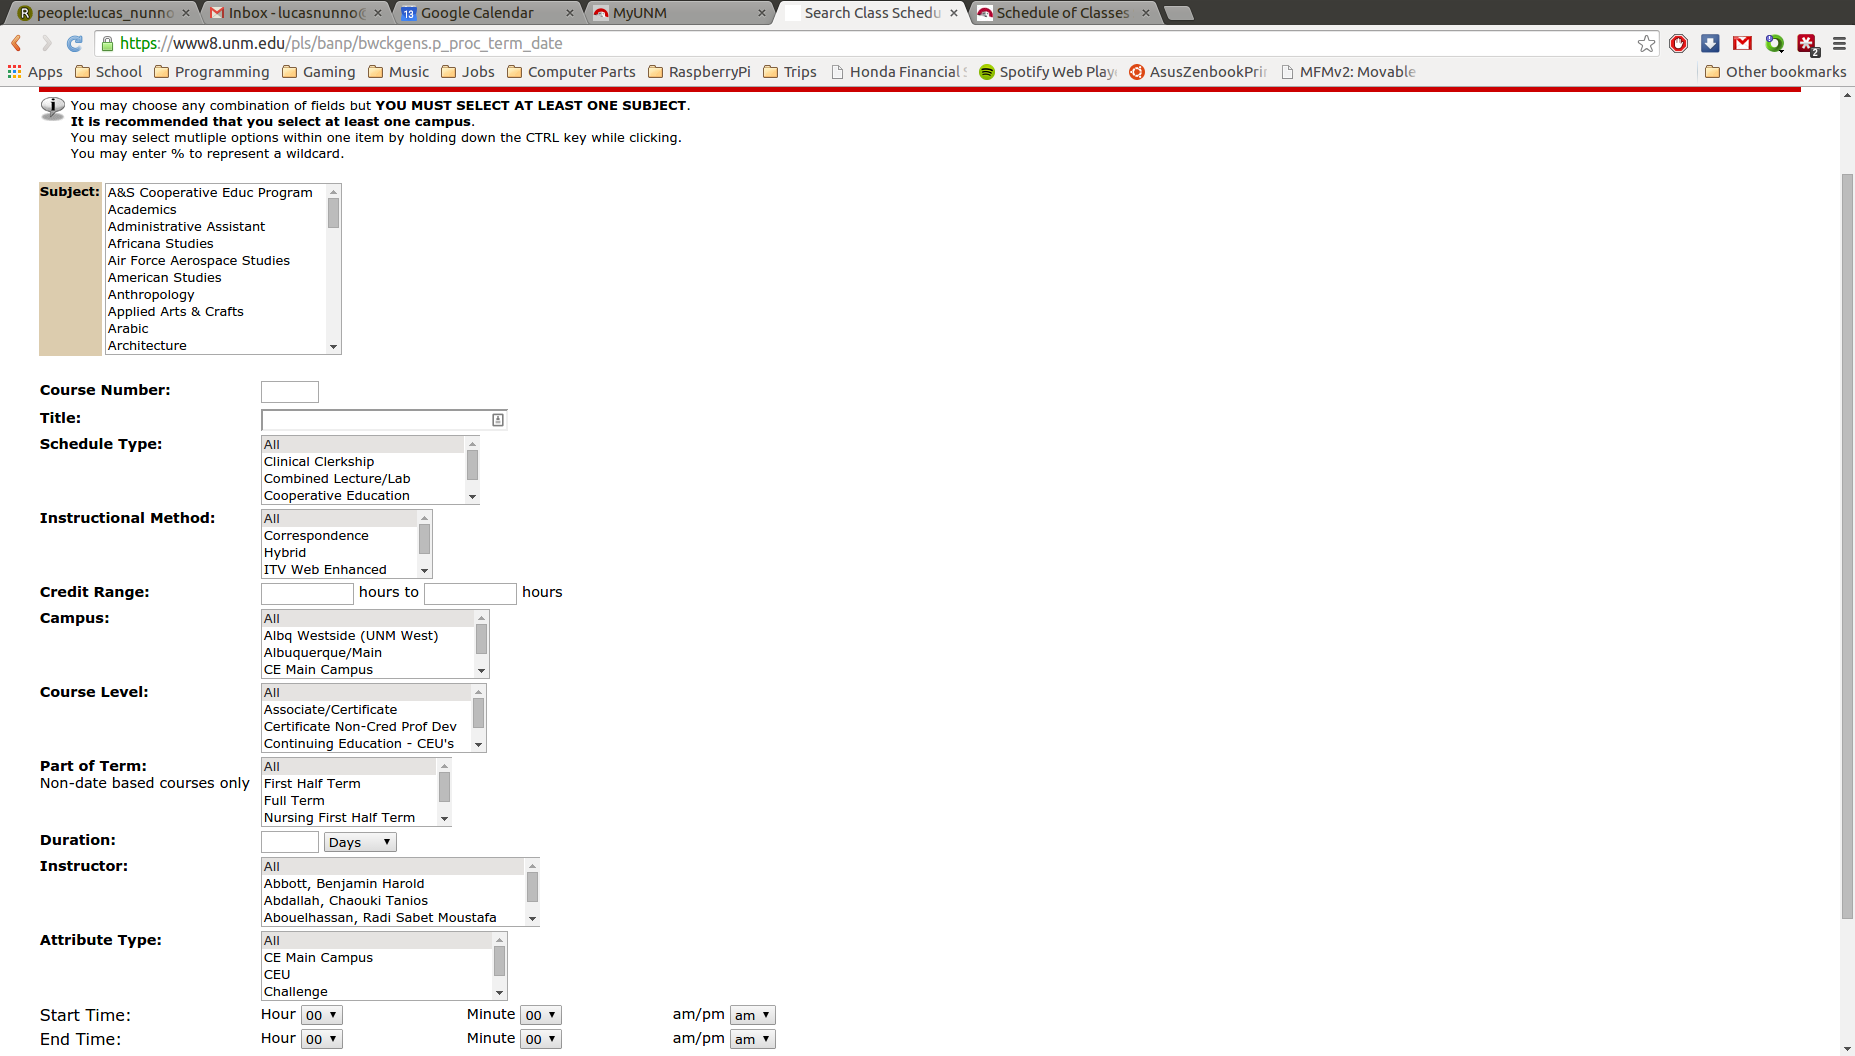 people:lucas_nunno
Inbox - lucasnunno@
Google Calendar
MyUNM
Search Class Schedu
Schedule of Classes
https://www8.unm.edu/pls/banp/bwckgens.p_proc_term_date
2
Apps School Programming Gaming Music Jobs Computer Parts RaspberryPi Trips Honda Financial Spotify Web Play AsusZenbookPri MFMv2: Movable Other bookmarks
You may choose any combination of fields but YOU MUST SELECT AT LEAST ONE SUBJECT.
It is recommended that you select at least one campus.
You may select mutliple options within one item by holding down the CTRL key while clicking.
You may enter % to represent a wildcard.
Subject: A&S Cooperative Educ Program
Academics
Administrative Assistant
Africana Studies
Air Force Aerospace Studies
American Studies
Anthropology
Applied Arts & Crafts
Arabic
Architecture
Course Number:
Title:
Schedule Type: All
Clinical Clerkship
Combined Lecture/Lab
Cooperative Education
Instructional Method: All
Correspondence
Hybrid
ITV Web Enhanced
Credit Range: hours to hours
Campus: All
Albq Westside (UNM West)
Albuquerque/Main
CE Main Campus
Course Level: All
Associate/Certificate
Certificate Non-Cred Prof Dev
Continuing Education - CEU's
Part of Term: All
Non-date based courses only First Half Term
Full Term
Nursing First Half Term
Duration: Days
Instructor: All
Abbott, Benjamin Harold
Abdallah, Chaouki Tanios
Abouelhassan, Radi Sabet Moustafa
Attribute Type: All
CE Main Campus
CEU
Challenge
Start Time: Hour 00 Minute 00 am/pm am
End Time: Hour 00 Minute 00 am/pm am